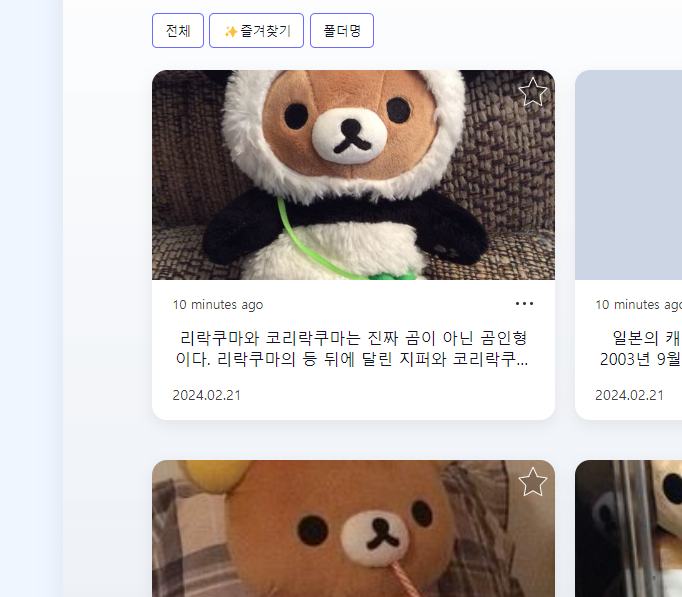 전체
✨즐겨찾기
폴더명
10 minutes ago
···
리락쿠마와 코리락쿠마는 진짜 곰이 아닌 곰인형
이다. 리락쿠마의 등 뒤에 달린 지퍼와 코리락쿠...
2024.02.21
10 minutes ago
일본의 캐
2003년 9월
2024.02.21